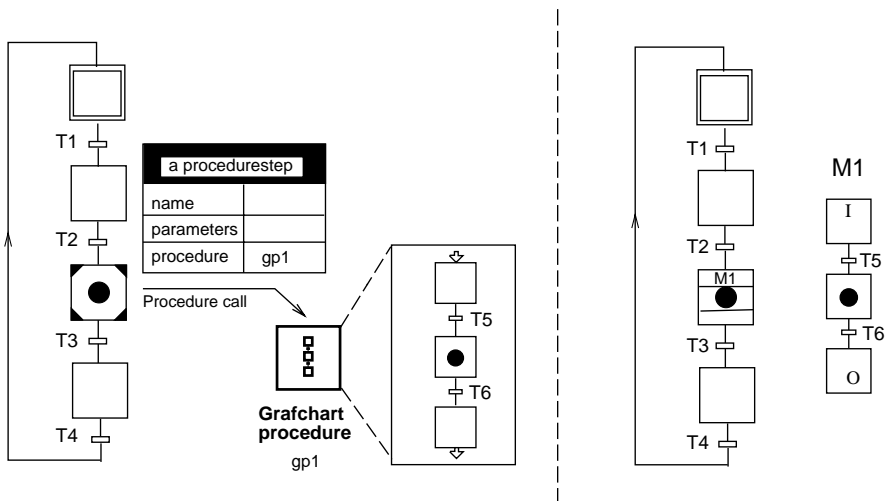 T1
a procedurestep
name
parameters
procedure gp1
T2
Procedure call
T3
T5
T6
Grafchart
procedure
gp1
T4
T1
M1
I
T2
T5
M1
T3
T6
O
T4